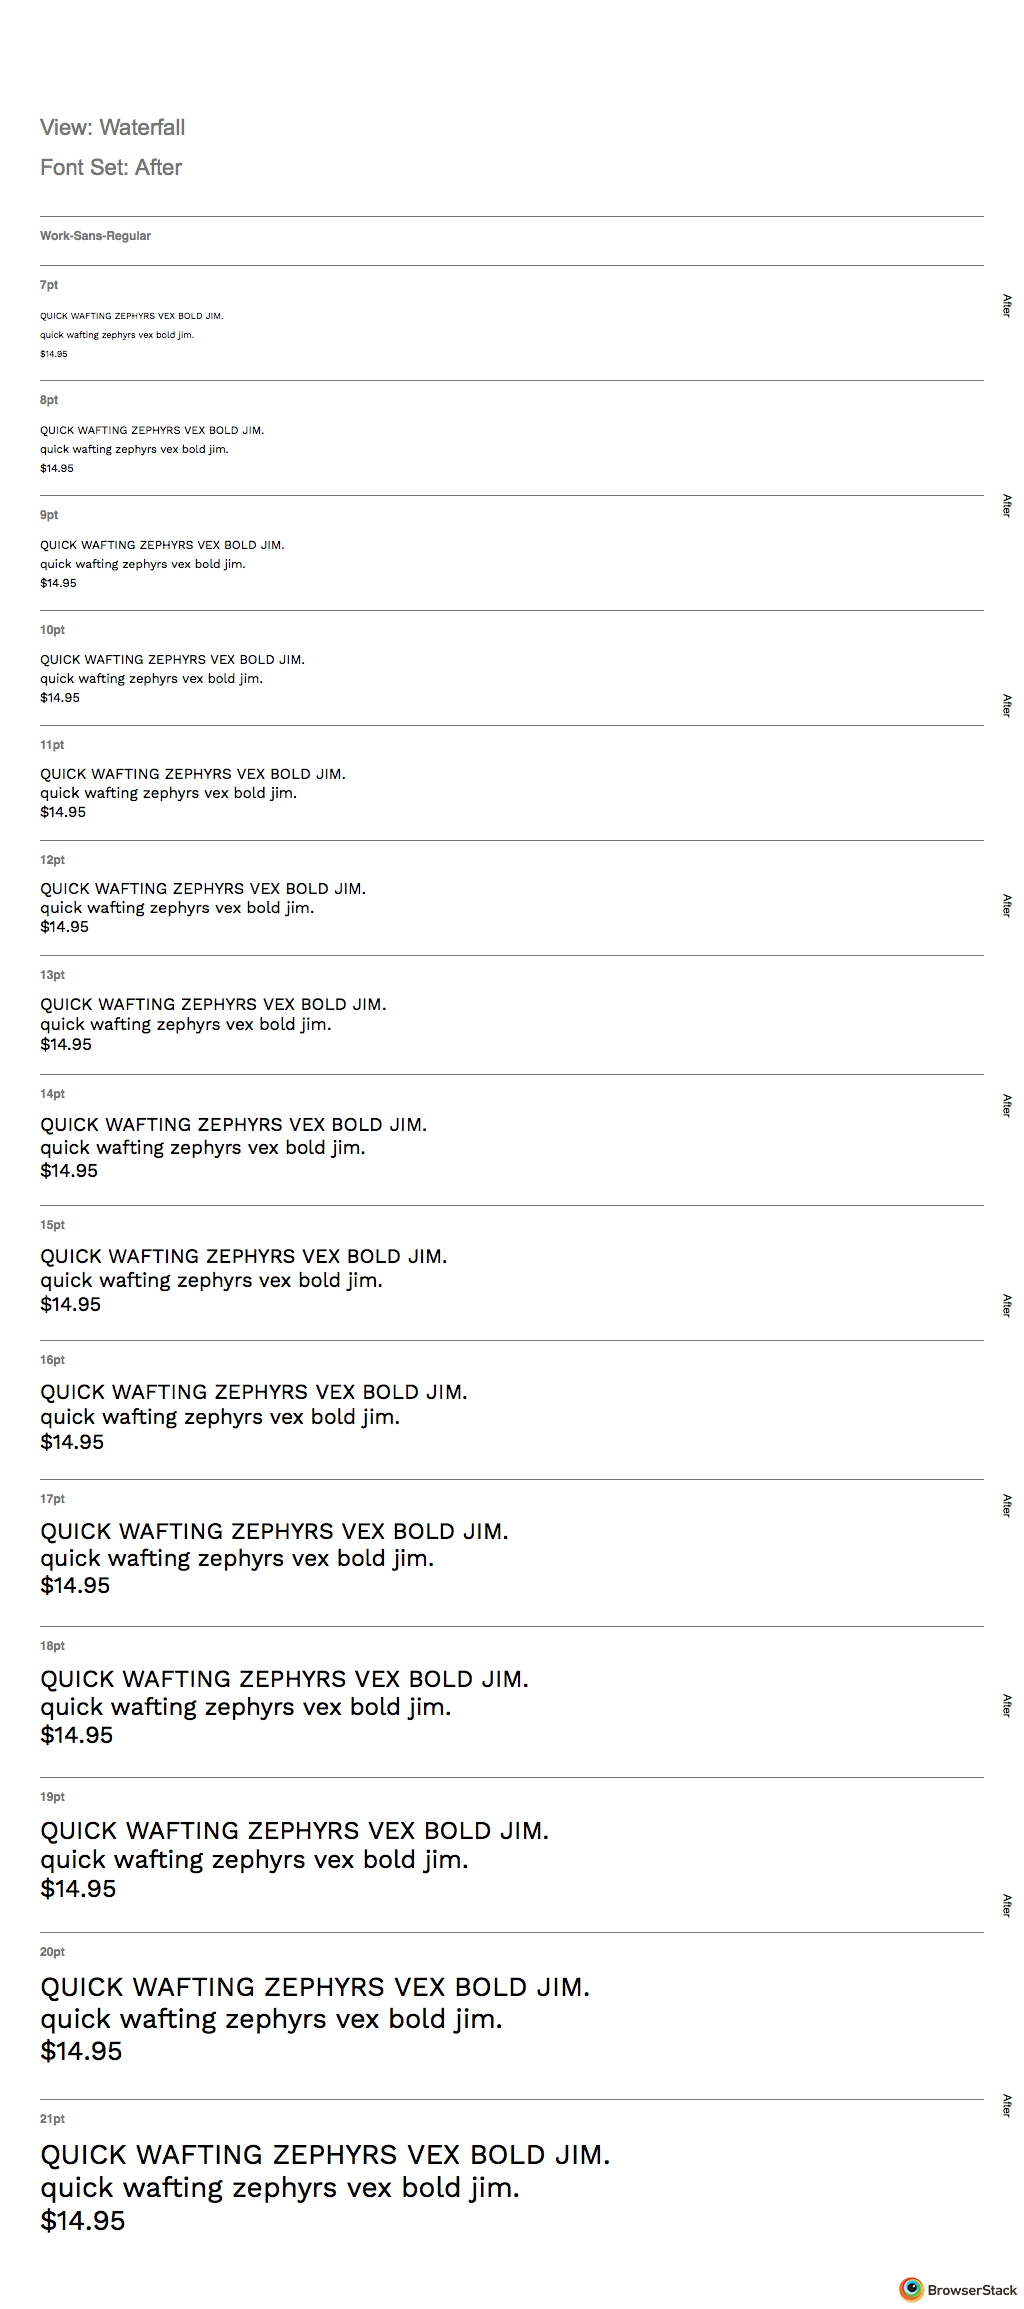 View: Waterfall
Font Set: After
Work-Sans-Regular
7pt
QUICK WAFTING ZEPHYRS VEX BOLD JIM.
quick wafting zephyrs vex bold jim.
$14.95
After
8pt
QUICK WAFTING ZEPHYRS VEX BOLD JIM.
quick wafting zephyrs vex bold jim.
$14.95
After
9pt
QUICK WAFTING ZEPHYRS VEX BOLD JIM.
quick wafting zephyrs vex bold jim.
$14.95
10pt
QUICK WAFTING ZEPHYRS VEX BOLD JIM.
quick wafting zephyrs vex bold jim.
$14.95
After
11pt
QUICK WAFTING ZEPHYRS VEX BOLD JIM.
quick wafting zephyrs vex bold jim.
$14.95
12pt
QUICK WAFTING ZEPHYRS VEX BOLD JIM.
quick wafting zephyrs vex bold jim.
$14.95
After
13pt
QUICK WAFTING ZEPHYRS VEX BOLD JIM.
quick wafting zephyrs vex bold jim.
$14.95
14pt
QUICK WAFTING ZEPHYRS VEX BOLD JIM.
quick wafting zephyrs vex bold jim.
$14.95
After
15pt
QUICK WAFTING ZEPHYRS VEX BOLD JIM.
quick wafting zephyrs vex bold jim.
$14.95
After
16pt
QUICK WAFTING ZEPHYRS VEX BOLD JIM.
quick wafting zephyrs vex bold jim.
$14.95
17pt
QUICK WAFTING ZEPHYRS VEX BOLD JIM.
quick wafting zephyrs vex bold jim.
$14.95
After
18pt
QUICK WAFTING ZEPHYRS VEX BOLD JIM.
quick wafting zephyrs vex bold jim.
$14.95
After
19pt
QUICK WAFTING ZEPHYRS VEX BOLD JIM.
quick wafting zephyrs vex bold jim.
$14.95
After
20pt
QUICK WAFTING ZEPHYRS VEX BOLD JIM.
quick wafting zephyrs vex bold jim.
$14.95
After
21pt
QUICK WAFTING ZEPHYRS VEX BOLD JIM.
quick wafting zephyrs vex bold jim.
$14.95
BrowserStack